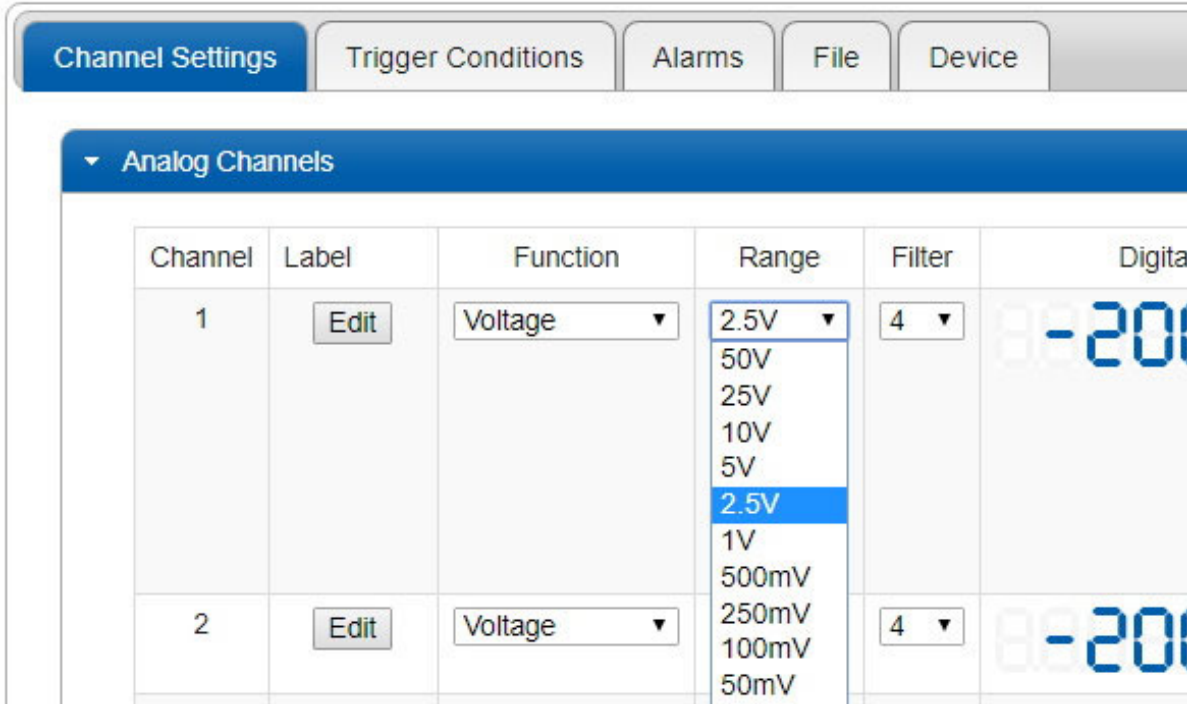 Channel Settings Trigger Conditions Alarms File Device
Analog Channels
Channel Label Function Range Filter
1 Edit Voltage 2.5V 4
50V
25V
10V
5V
2.5V
1V
500mV
250mV
100mV
50mV
2 Edit Voltage 4